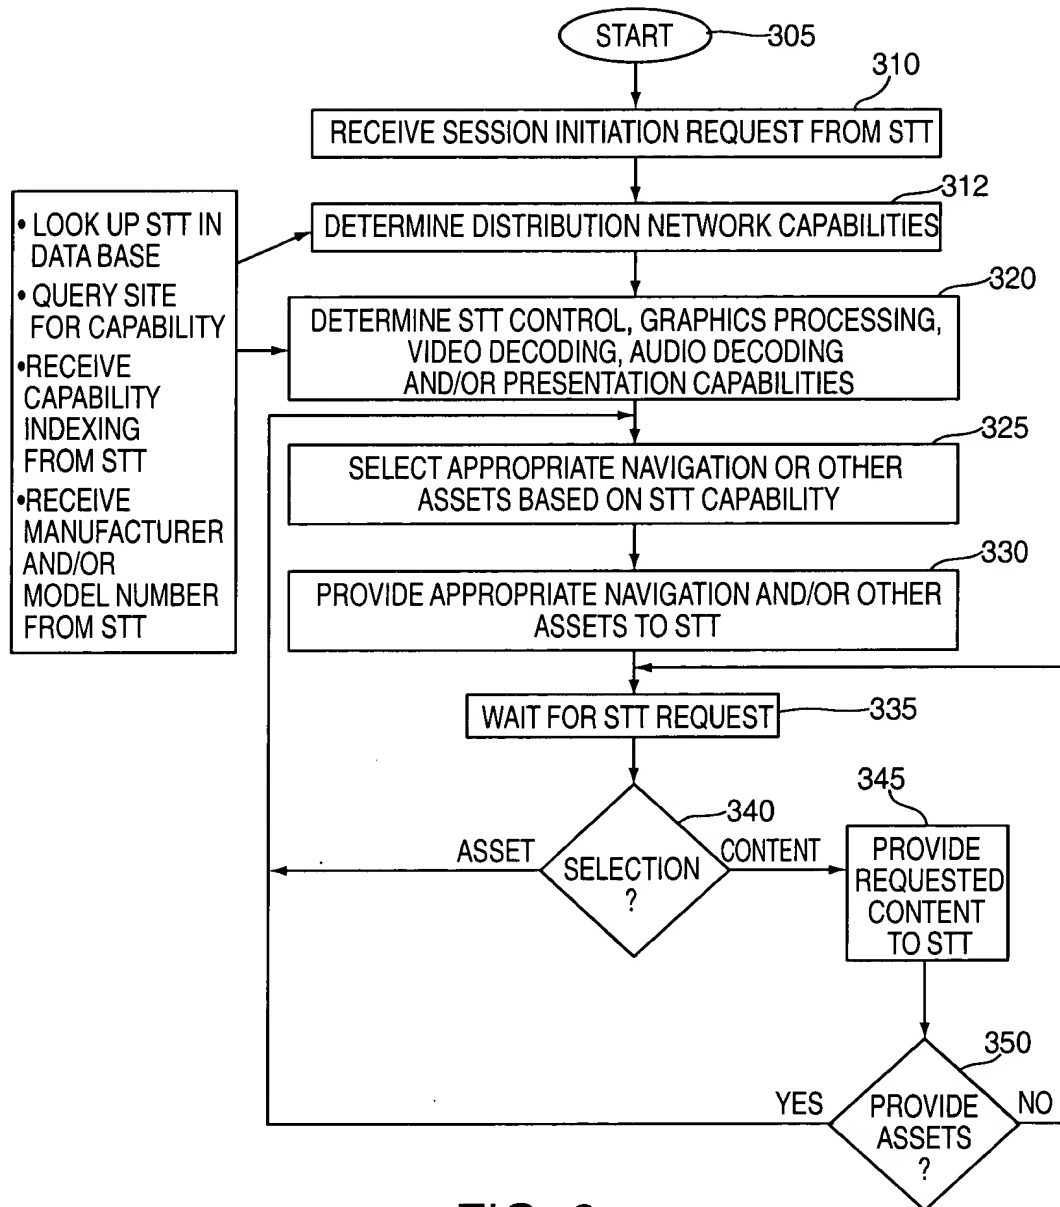 START
305
310
RECEIVE SESSION INITIATION REQUEST FROM STT
312
DETERMINE DISTRIBUTION NETWORK CAPABILITIES
• LOOK UP STT IN
DATA BASE
• QUERY SITE
FOR CAPABILITY
•RECEIVE
CAPABILITY
INDEXING
FROM STT
•RECEIVE
MANUFACTURER
AND/OR
MODEL NUMBER
FROM STT
320
DETERMINE STT CONTROL, GRAPHICS PROCESSING,
VIDEO DECODING, AUDIO DECODING
AND/OR PRESENTATION CAPABILITIES
325
SELECT APPROPRIATE NAVIGATION OR OTHER
ASSETS BASED ON STT CAPABILITY
330
PROVIDE APPROPRIATE NAVIGATION AND/OR OTHER
ASSETS TO STT
WAIT FOR STT REQUEST
335
340
ASSET
SELECTION
?
CONTENT
345
PROVIDE
REQUESTED
CONTENT
TO STT
350
YES
PROVIDE
ASSETS
?
NO